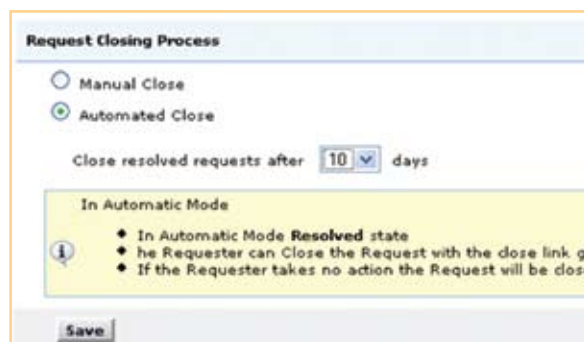 Request Closing Process
Manual Close
Automated Close
Close resolved requests after 10 days
In Automatic Mode
In Automatic Mode Resolved state
he Requester can Close the Request with the close link g
If the Requester takes no action the Request will be clos
Save